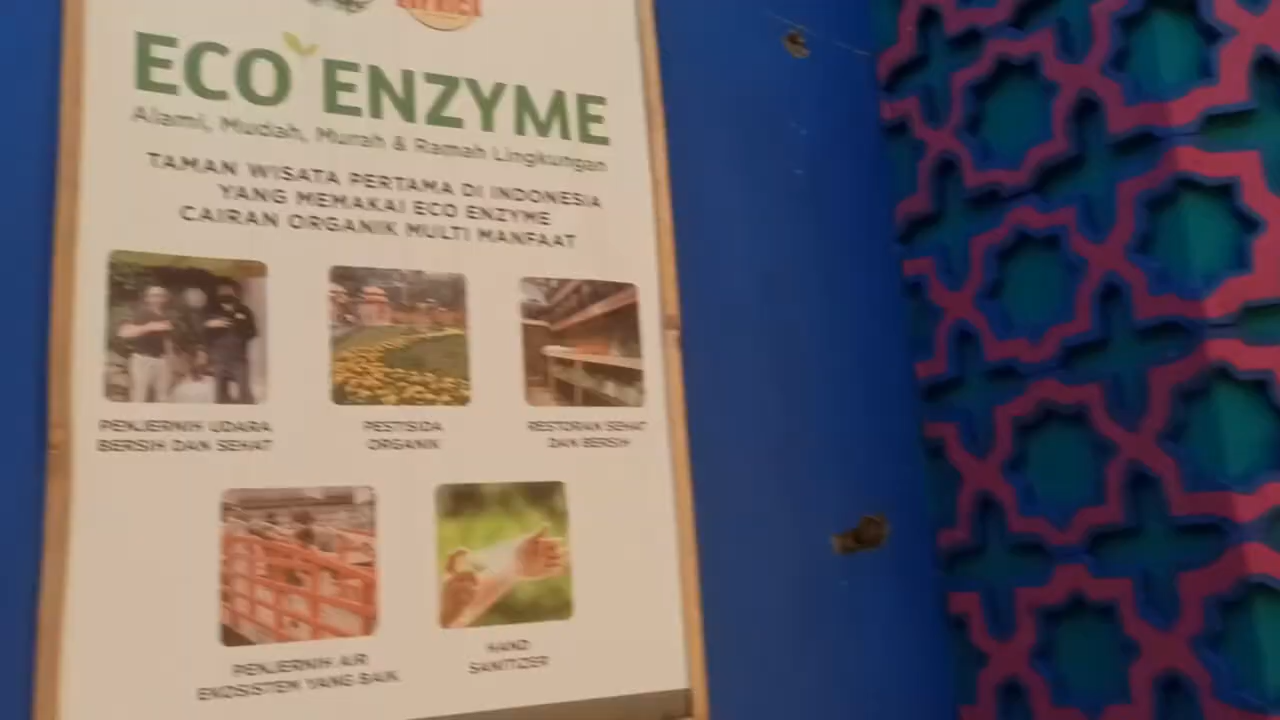 ECO ENZYME
Alami, Mudah, Murah & Ramah Lingkungan
TAMAN WISATA PERTAMA DI INDONESIA
YANG MEMAKAI ECO ENZYME
CAIRAN ORGANIK MULTI MANFAAT
PENJERNIH UDARA
BERSIH DAN SEHAT
PESTISIDA
ORGANIK
RESTORAN SEHAT
DAN BERSIH
PENJERNIH AIR
EKOSISTEM YANG BAIK
HAND
SANITIZER